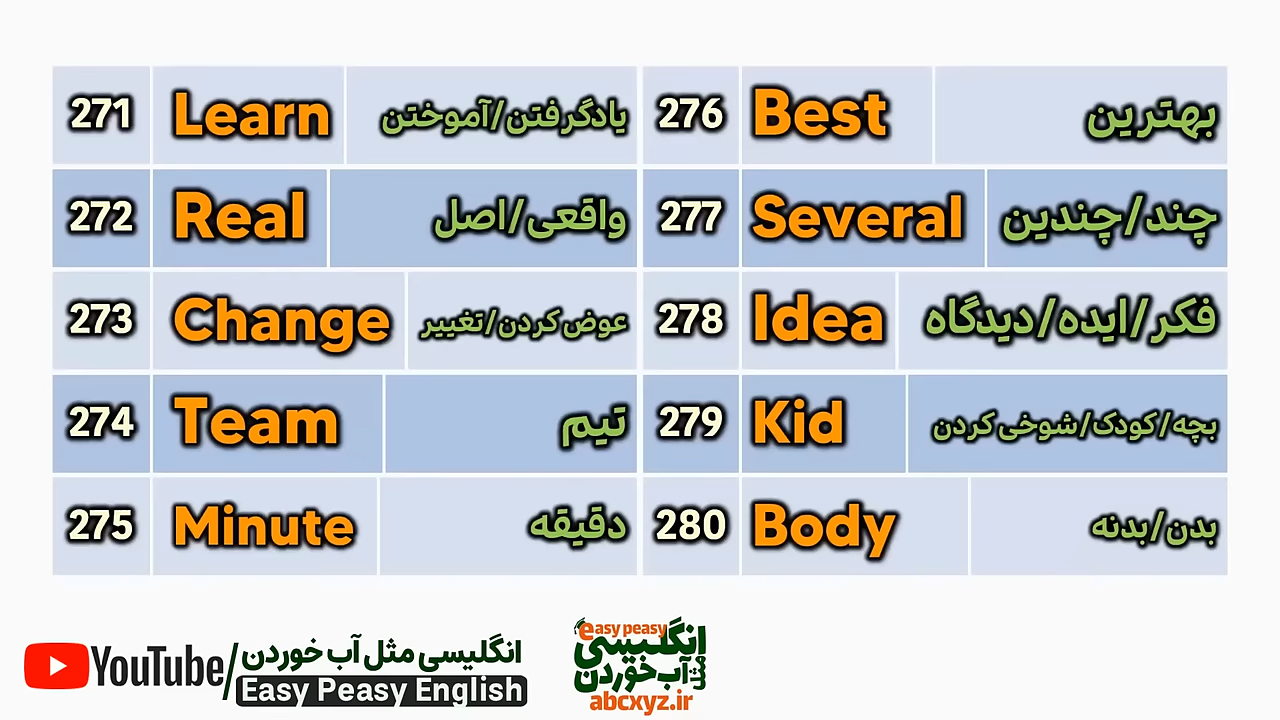 271 Learn یادگرفتن/آموختن
272 Real واقعی/اصل
273 Change عوض کردن/تغییر
274 Team تیم
275 Minute دقیقه
276 Best بهترین
277 Several چند/چندین
278 Idea فکر/ایده/دیدگاه
279 Kid بچه/کودک/شوخی کردن
280 Body بدن/بدنه
YouTube/انگلیسی مثل آب خوردن
Easy Peasy English
easy peasy
انگلیسی
مثل آب خوردن
abcxyz.ir